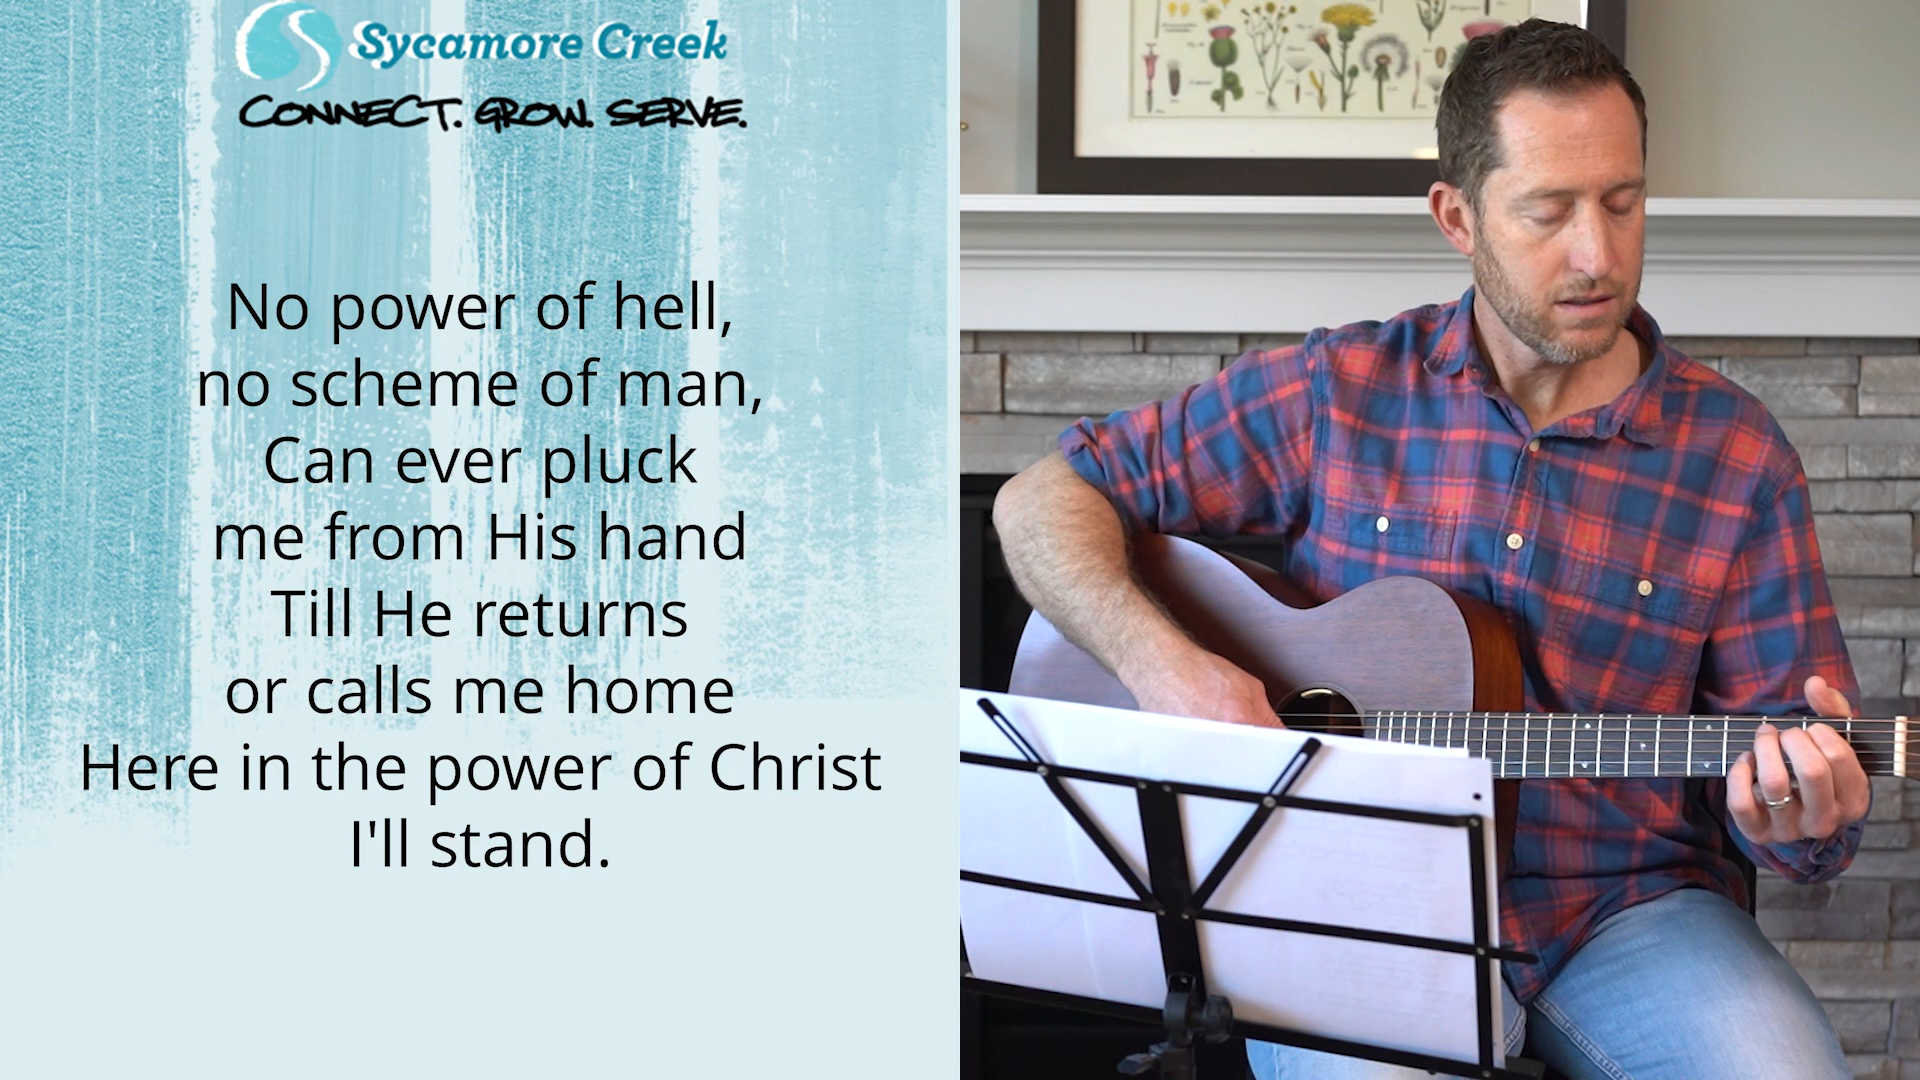 Sycamore Creek
CONNECT. GROW. SERVE.
No power of hell,
no scheme of man,
Can ever pluck
me from His hand
Till He returns
or calls me home
Here in the power of Christ
I'll stand.